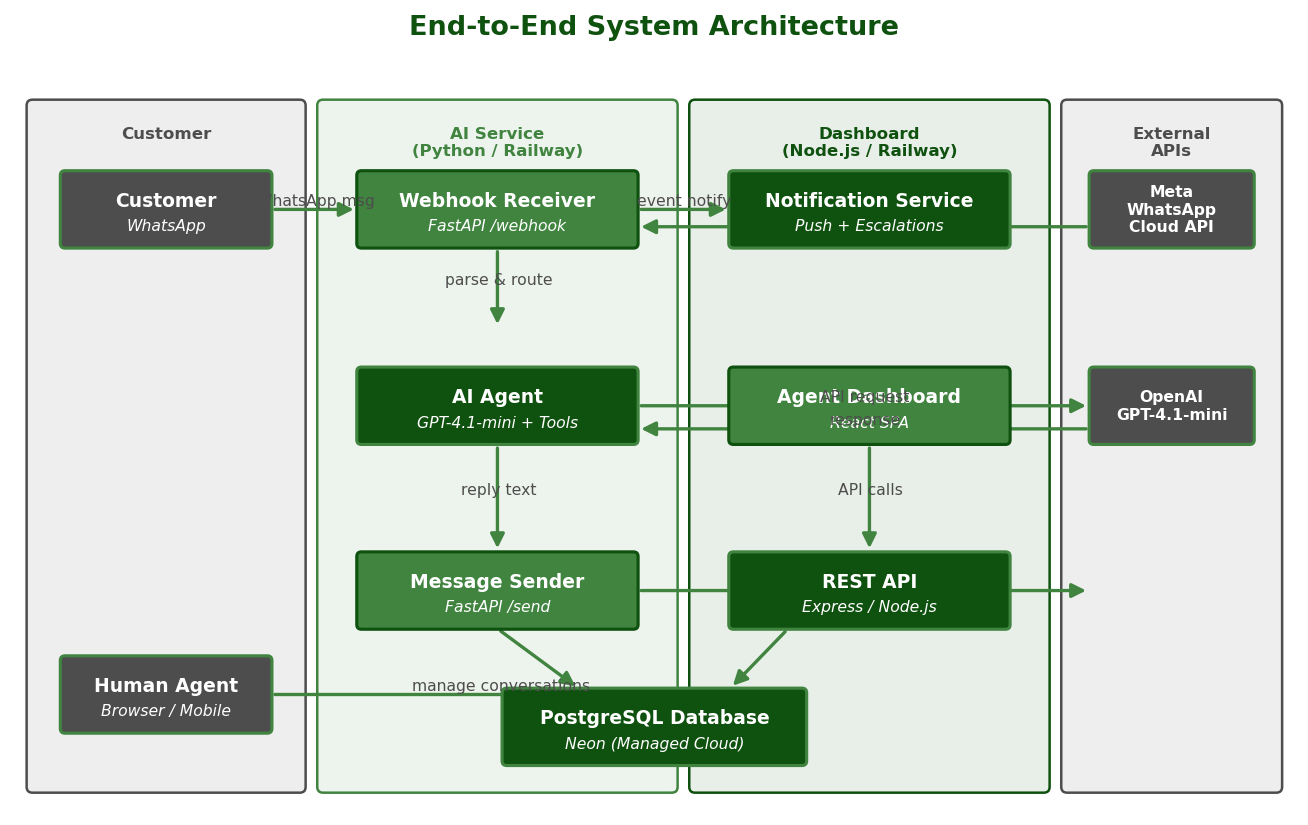 End-to-End System Architecture
Customer
AI Service
(Python / Railway)
Dashboard
(Node.js / Railway)
External
APIs
Customer
WhatsApp
WhatsApp msg
Webhook Receiver
FastAPI /webhook
event notify
Notification Service
Push + Escalations
Meta
WhatsApp
Cloud API
parse & route
AI Agent
GPT-4.1-mini + Tools
Agent Dashboard
React SPA
API request
response
OpenAI
GPT-4.1-mini
reply text
API calls
Message Sender
FastAPI /send
REST API
Express / Node.js
Human Agent
Browser / Mobile
manage conversations
PostgreSQL Database
Neon (Managed Cloud)